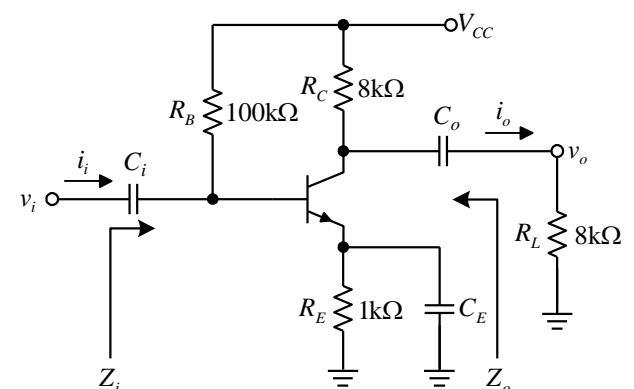 V_CC
R_C 8kΩ
R_B 100kΩ
C_o
i_o
i_i
C_i
v_i
v_o
R_L 8kΩ
R_E 1kΩ
C_E
Z_i
Z_o